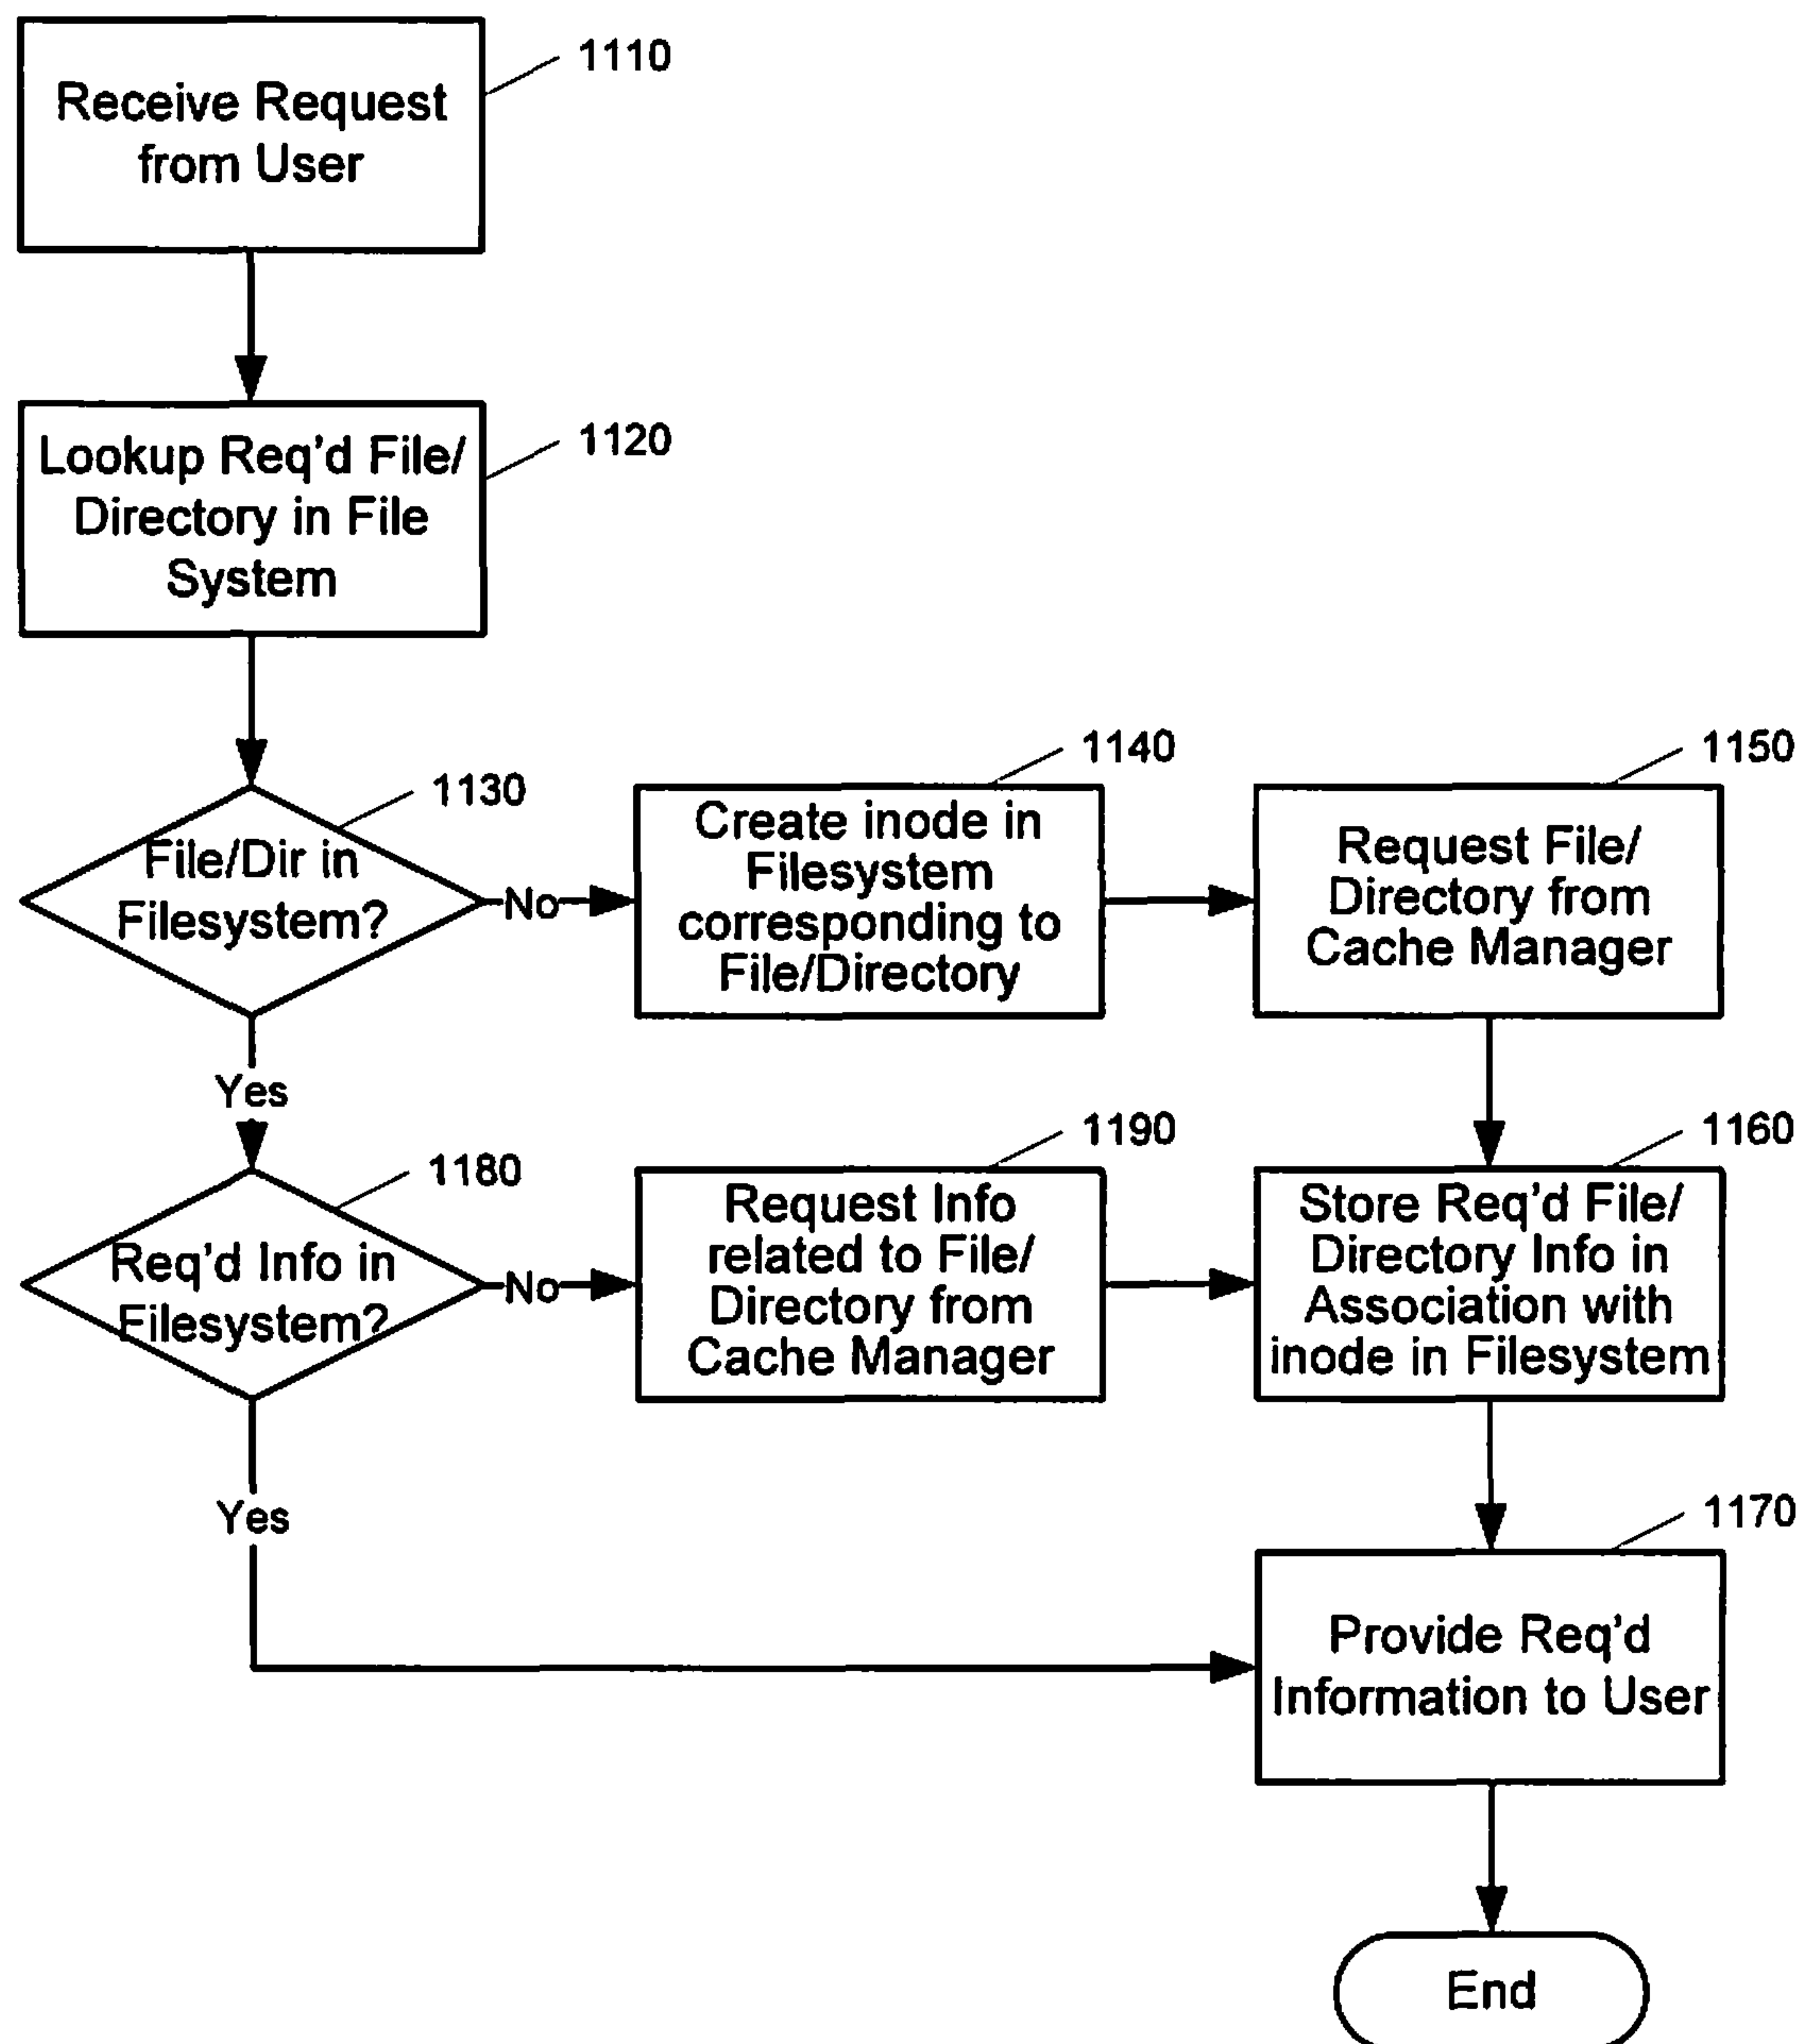 1110
Receive Request
from User
1120
Lookup Req'd File/
Directory in File
System
1130
File/Dir in
Filesystem?
No
1140
Create inode in
Filesystem
corresponding to
File/Directory
1150
Request File/
Directory from
Cache Manager
Yes
1180
Req'd Info in
Filesystem?
No
1190
Request Info
related to File/
Directory from
Cache Manager
1160
Store Req'd File/
Directory Info in
Association with
inode in Filesystem
Yes
1170
Provide Req'd
Information to User
End